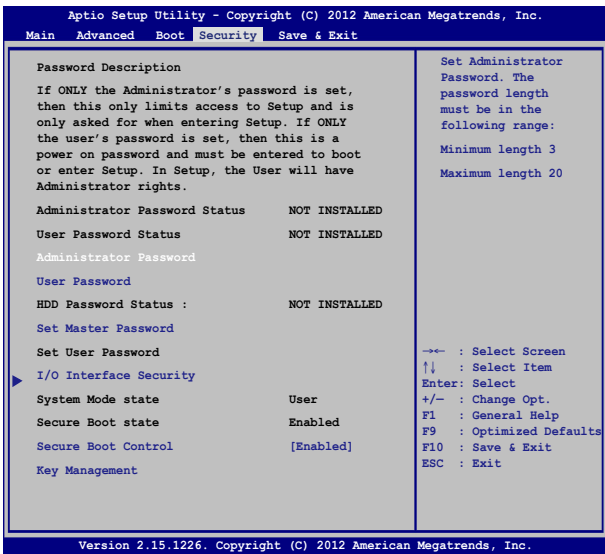 Aptio Setup Utility - Copyright (C) 2012 American Megatrends, Inc.
Main Advanced Boot Security Save & Exit
Password Description
If ONLY the Administrator's password is set,
then this only limits access to Setup and is
only asked for when entering Setup. If ONLY
the user's password is set, then this is a
power on password and must be entered to boot
or enter Setup. In Setup, the User will have
Administrator rights.
Administrator Password Status NOT INSTALLED
User Password Status NOT INSTALLED
Administrator Password
User Password
HDD Password Status : NOT INSTALLED
Set Master Password
Set User Password
I/O Interface Security
System Mode state User
Secure Boot state Enabled
Secure Boot Control [Enabled]
Key Management
Set Administrator
Password. The
password length
must be in the
following range:
Minimum length 3
Maximum length 20
→← : Select Screen
↑↓ : Select Item
Enter: Select
+/— : Change Opt.
F1 : General Help
F9 : Optimized Defaults
F10 : Save & Exit
ESC : Exit
Version 2.15.1226. Copyright (C) 2012 American Megatrends, Inc.